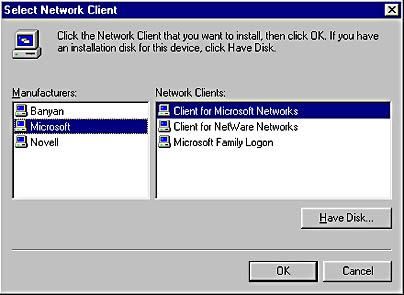 Select Network Client
Click the Network Client that you want to install, then click OK. If you have
an installation disk for this device, click Have Disk.
Manufacturers:
Banyan
Microsoft
Novell
Network Clients:
Client for Microsoft Networks
Client for NetWare Networks
Microsoft Family Logon
Have Disk...
OK
Cancel